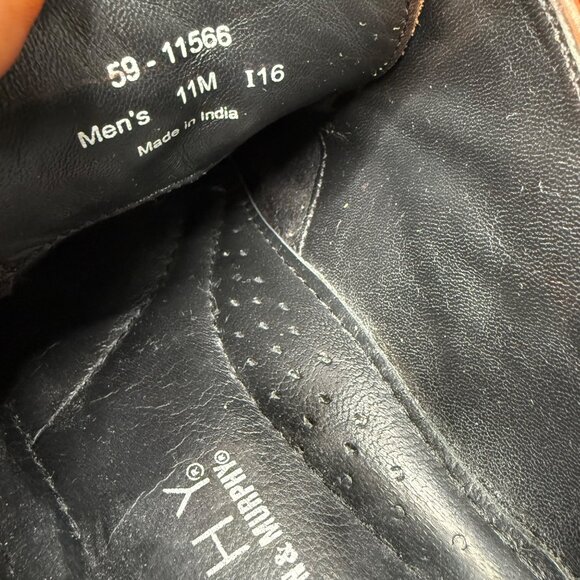 59 - 11566
Men's 11M I16
Made in India
H Y®
N & MURPHY®